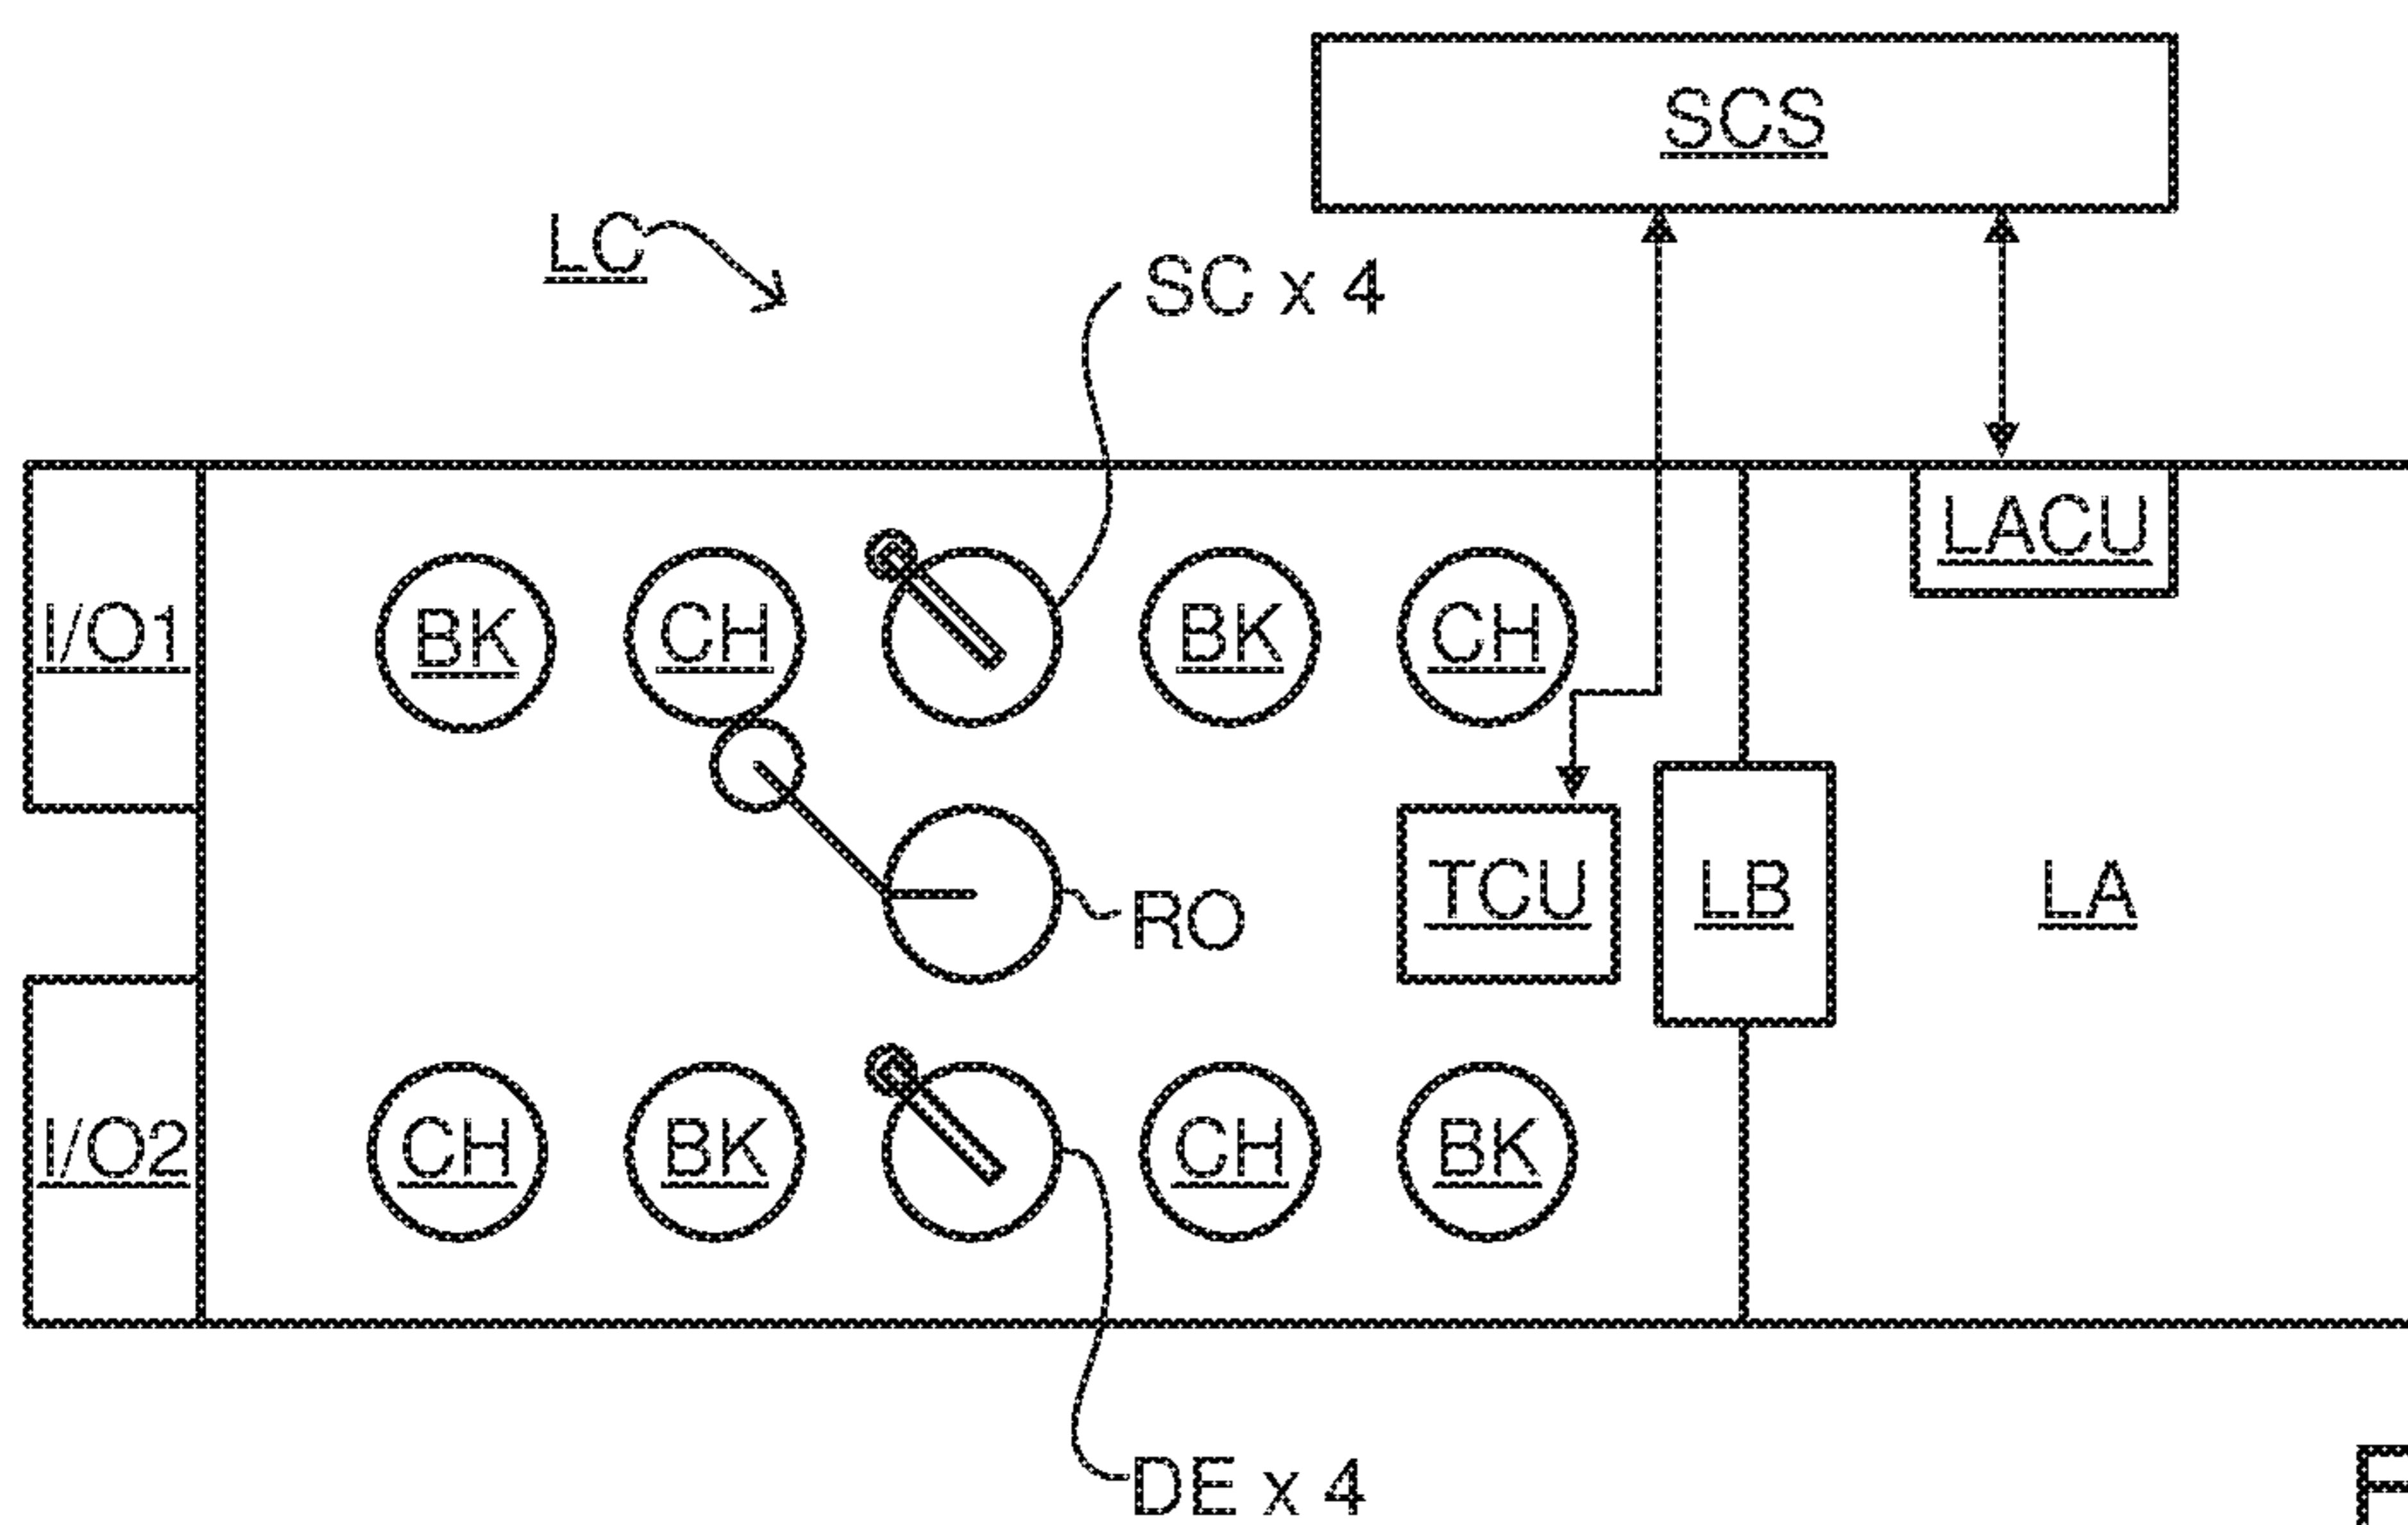 SCS
LC
SC x 4
LACU
I/O1
BK
CH
BK
CH
TCU
LB
LA
RO
I/O2
CH
BK
CH
BK
DE x 4
F